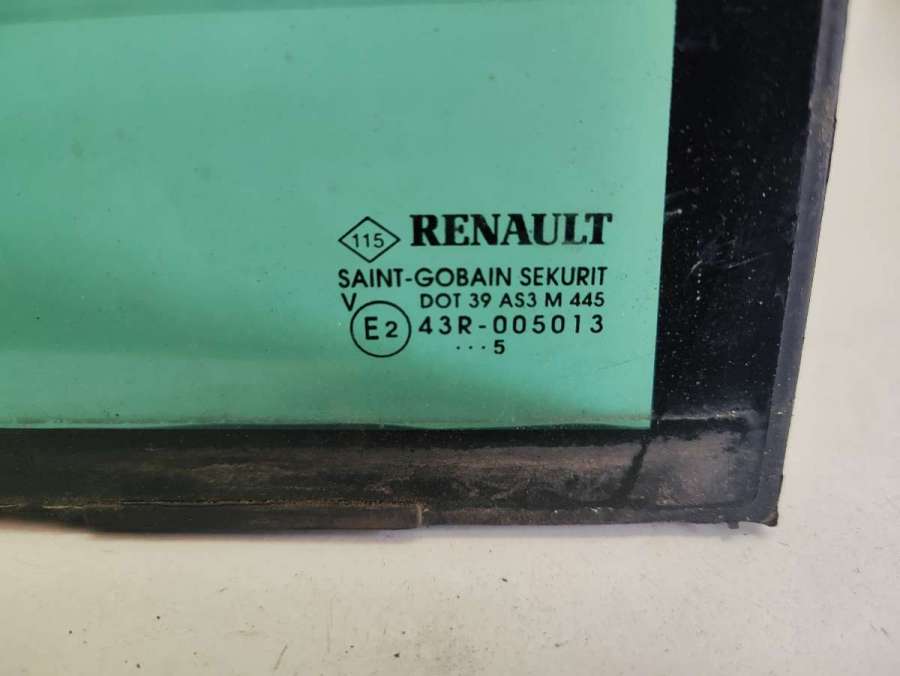 115 RENAULT
SAINT-GOBAIN SEKURIT
V DOT 39 AS3 M 445
E2 43R-005013
...5